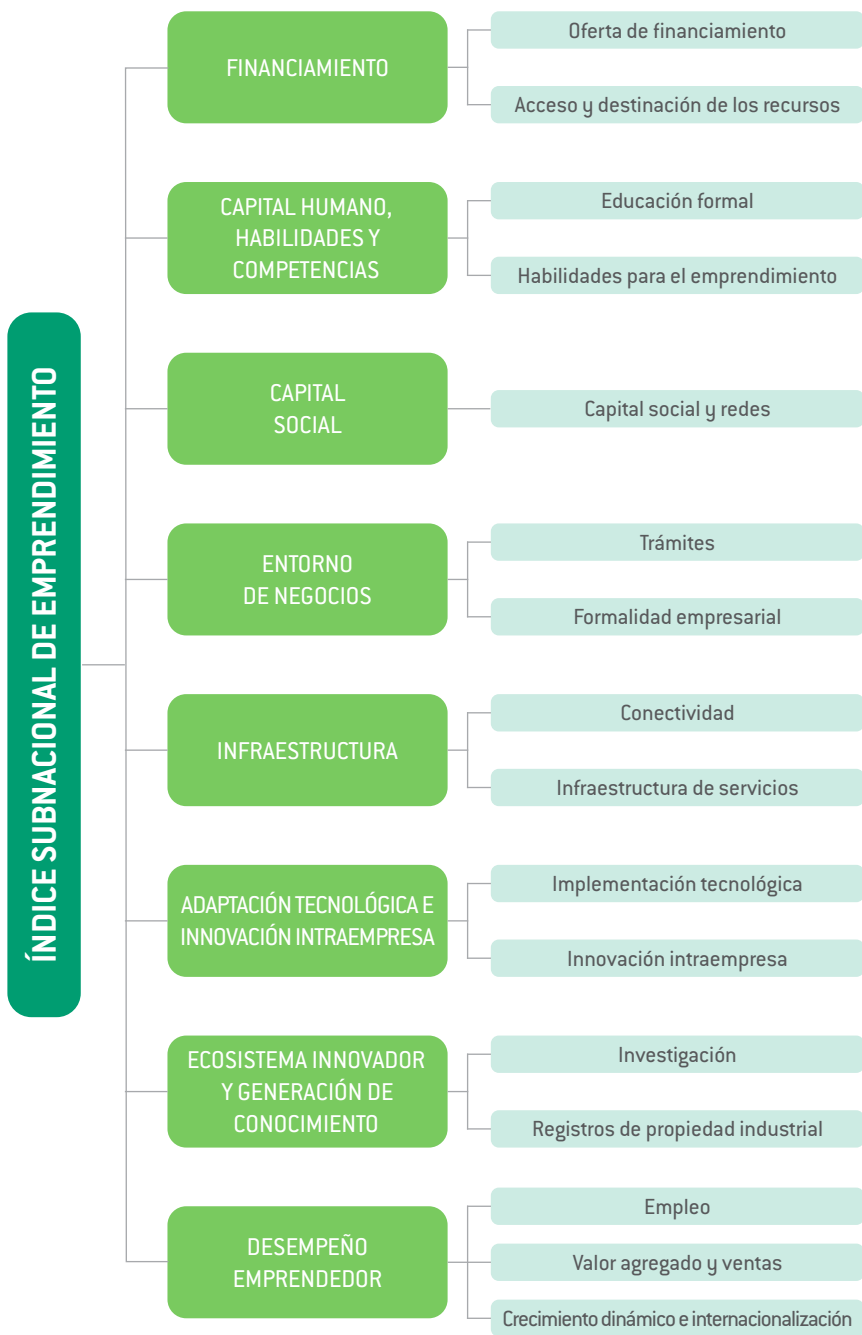 ÍNDICE SUBNACIONAL DE EMPRENDIMIENTO
FINANCIAMIENTO
Oferta de financiamiento
Acceso y destinación de los recursos
CAPITAL HUMANO,
HABILIDADES Y
COMPETENCIAS
Educación formal
Habilidades para el emprendimiento
CAPITAL
SOCIAL
Capital social y redes
ENTORNO
DE NEGOCIOS
Trámites
Formalidad empresarial
INFRAESTRUCTURA
Conectividad
Infraestructura de servicios
ADAPTACIÓN TECNOLÓGICA E
INNOVACIÓN INTRAEMPRESA
Implementación tecnológica
Innovación intraempresa
ECOSISTEMA INNOVADOR
Y GENERACIÓN DE
CONOCIMIENTO
Investigación
Registros de propiedad industrial
DESEMPEÑO
EMPRENDEDOR
Empleo
Valor agregado y ventas
Crecimiento dinámico e internacionalización